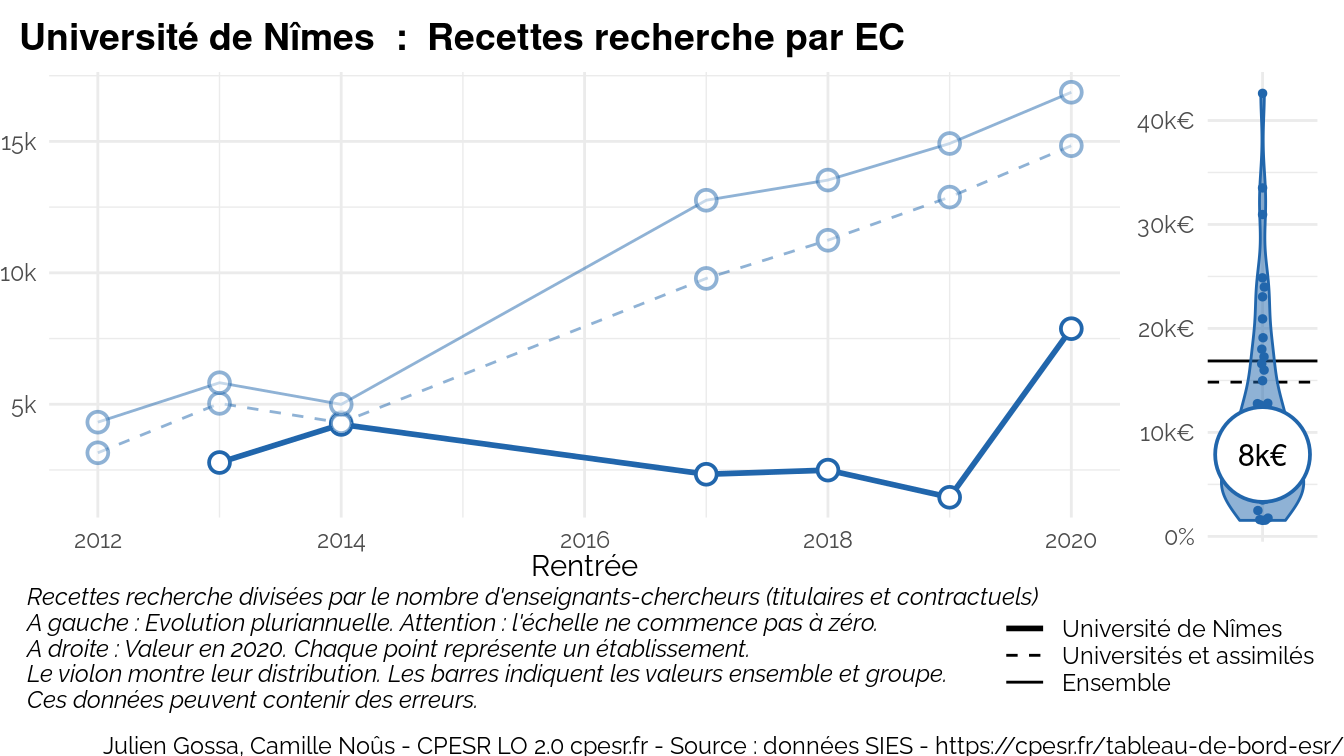 Université de Nîmes : Recettes recherche par EC
15k
10k
5k
2012 2014 2016 2018 2020
Rentrée
40k€
30k€
20k€
10k€
0%
8k€
Recettes recherche divisées par le nombre d'enseignants-chercheurs (titulaires et contractuels)
A gauche : Evolution pluriannuelle. Attention : l'échelle ne commence pas à zéro.
A droite : Valeur en 2020. Chaque point représente un établissement.
Le violon montre leur distribution. Les barres indiquent les valeurs ensemble et groupe.
Ces données peuvent contenir des erreurs.
Université de Nîmes
Universités et assimilés
Ensemble
Julien Gossa, Camille Noûs - CPESR LO 2.0 cpesr.fr - Source : données SIES - https://cpesr.fr/tableau-de-bord-esr/